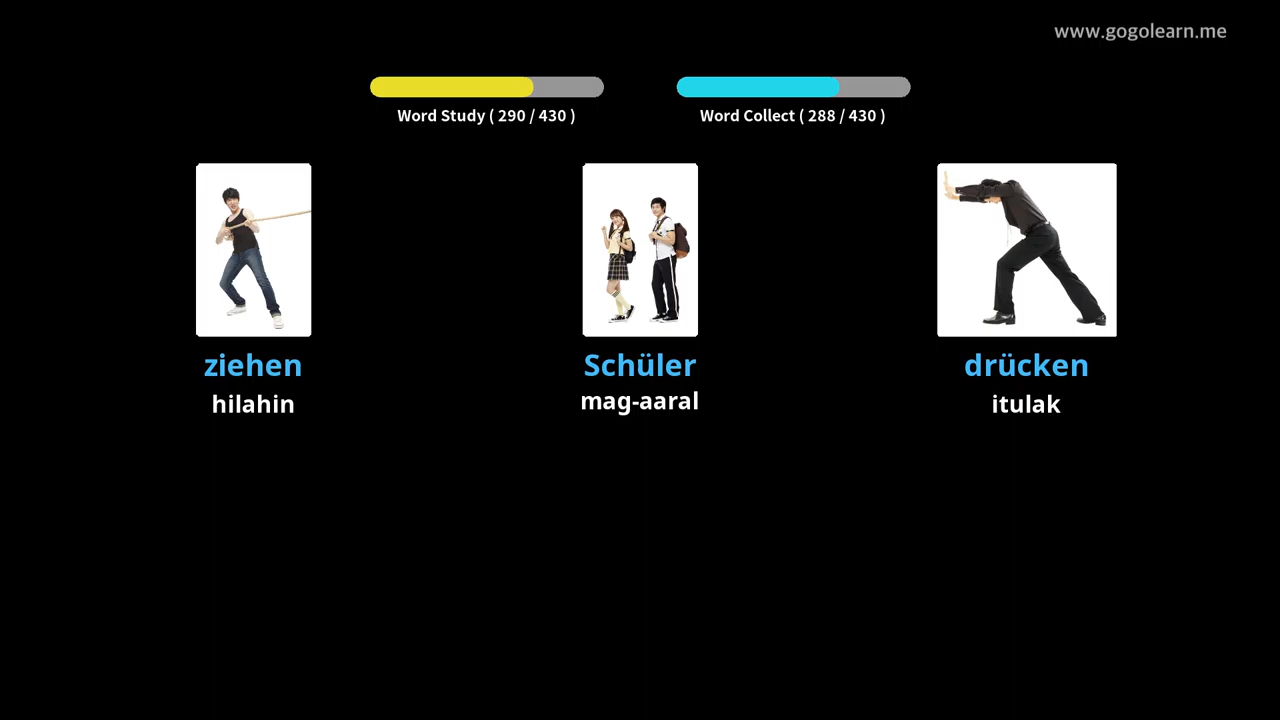 www.gogolearn.me
Word Study ( 290 / 430 )
Word Collect ( 288 / 430 )
ziehen
hilahin
Schüler
mag-aaral
drücken
itulak